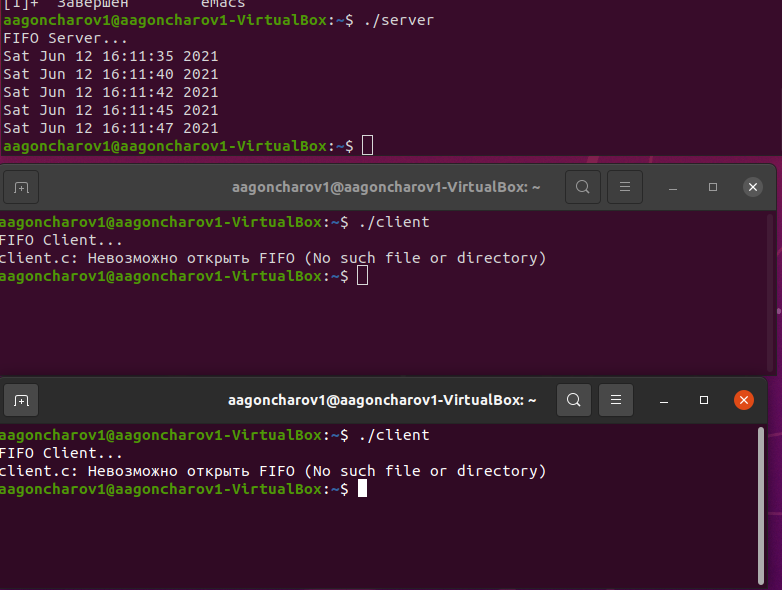 [1]+  Завершен        emacs
aagoncharov1@aagoncharov1-VirtualBox:~$ ./server
FIFO Server...
Sat Jun 12 16:11:35 2021
Sat Jun 12 16:11:40 2021
Sat Jun 12 16:11:42 2021
Sat Jun 12 16:11:45 2021
Sat Jun 12 16:11:47 2021
aagoncharov1@aagoncharov1-VirtualBox:~$
aagoncharov1@aagoncharov1-VirtualBox: ~
aagoncharov1@aagoncharov1-VirtualBox:~$ ./client
FIFO Client...
client.c: Невозможно открыть FIFO (No such file or directory)
aagoncharov1@aagoncharov1-VirtualBox:~$
aagoncharov1@aagoncharov1-VirtualBox: ~
aagoncharov1@aagoncharov1-VirtualBox:~$ ./client
FIFO Client...
client.c: Невозможно открыть FIFO (No such file or directory)
aagoncharov1@aagoncharov1-VirtualBox:~$